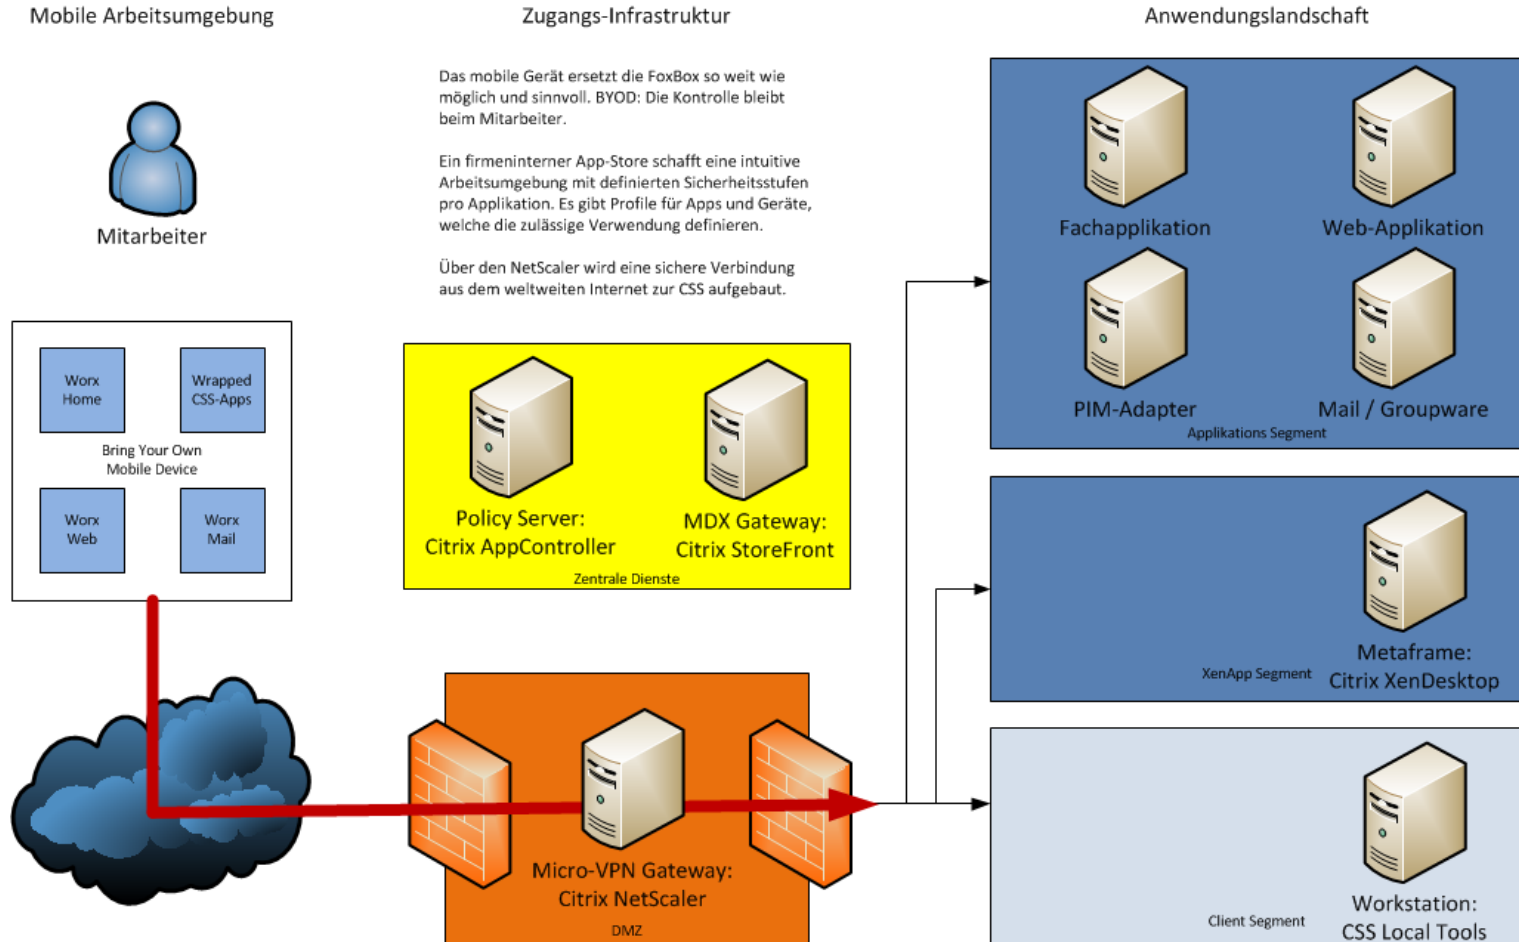 Mobile Arbeitsumgebung
Zugangs-Infrastruktur
Anwendungslandschaft
Mitarbeiter
Worx
Home
Wrapped
CSS-Apps
Bring Your Own
Mobile Device
Worx
Web
Worx
Mail
Das mobile Gerät ersetzt die FoxBox so weit wie
möglich und sinnvoll. BYOD: Die Kontrolle bleibt
beim Mitarbeiter.
Ein firmeninterner App-Store schafft eine intuitive
Arbeitsumgebung mit definierten Sicherheitsstufen
pro Applikation. Es gibt Profile für Apps und Geräte,
welche die zulässige Verwendung definieren.
Über den NetScaler wird eine sichere Verbindung
aus dem weltweiten Internet zur CSS aufgebaut.
Policy Server:
Citrix AppController
MDX Gateway:
Citrix StoreFront
Zentrale Dienste
Micro-VPN Gateway:
Citrix NetScaler
DMZ
Fachapplikation
Web-Applikation
PIM-Adapter
Mail / Groupware
Applikations Segment
Metaframe:
Citrix XenDesktop
XenApp Segment
Workstation:
CSS Local Tools
Client Segment